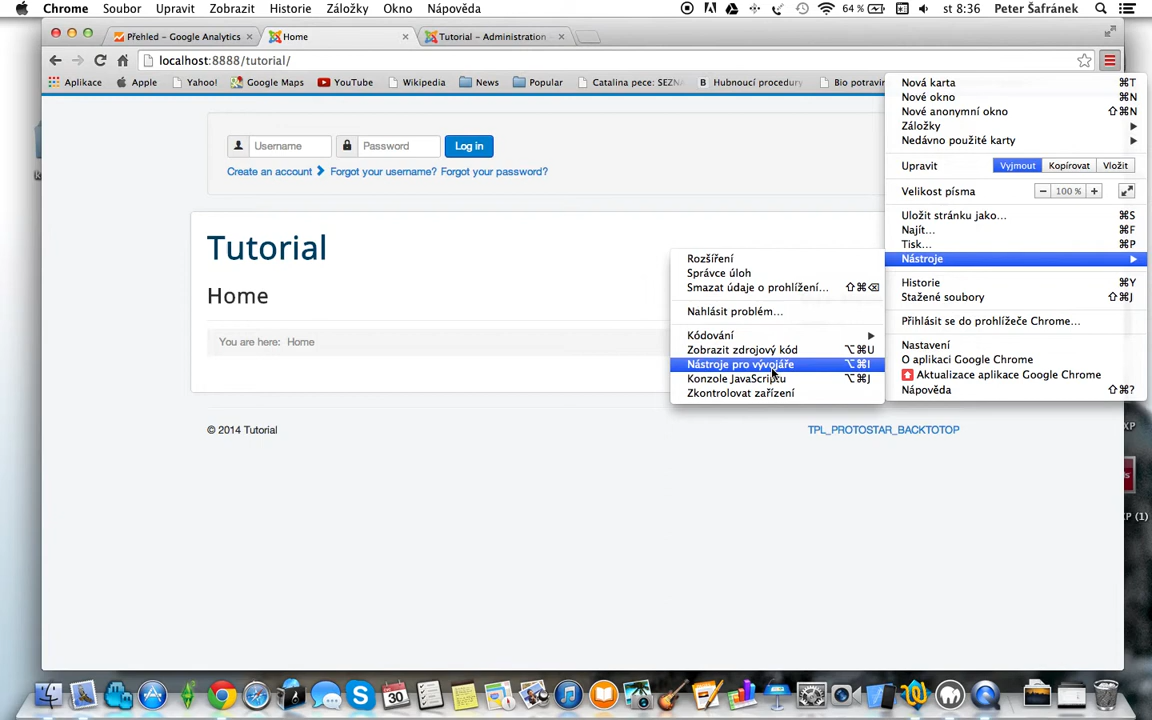 Chrome Soubor Upravit Zobrazit Historie Záložky Okno Nápověda 64 % st 8:36 Peter Šafránek
Přehled – Google Analytics Home Tutorial – Administration
localhost:8888/tutorial/
Aplikace Apple Yahoo! Google Maps YouTube Wikipedia News Popular Catalina pece: SEZNA Hubnoucí procedury Bio potravin
Username Password Log in
Create an account Forgot your username? Forgot your password?
Tutorial
Home
You are here: Home
© 2014 Tutorial TPL_PROTOSTAR_BACKTOTOP
Nová karta ⌘T
Nové okno ⌘N
Nové anonymní okno ⇧⌘N
Záložky
Nedávno použité karty
Upravit Vyjmout Kopírovat Vložit
Velikost písma − 100 % +
Uložit stránku jako... ⌘S
Najít... ⌘F
Tisk... ⌘P
Nástroje
Historie ⌘Y
Stažené soubory ⇧⌘J
Přihlásit se do prohlížeče Chrome...
Nastavení
O aplikaci Google Chrome
Aktualizace aplikace Google Chrome
Nápověda ⇧⌘?
Rozšíření
Správce úloh
Smazat údaje o prohlížení... ⇧⌘⌫
Nahlásit problém...
Kódování
Zobrazit zdrojový kód ⌥⌘U
Nástroje pro vývojáře ⌥⌘I
Konzole JavaScriptu ⌥⌘J
Zkontrolovat zařízení
XP
XP (1)
30